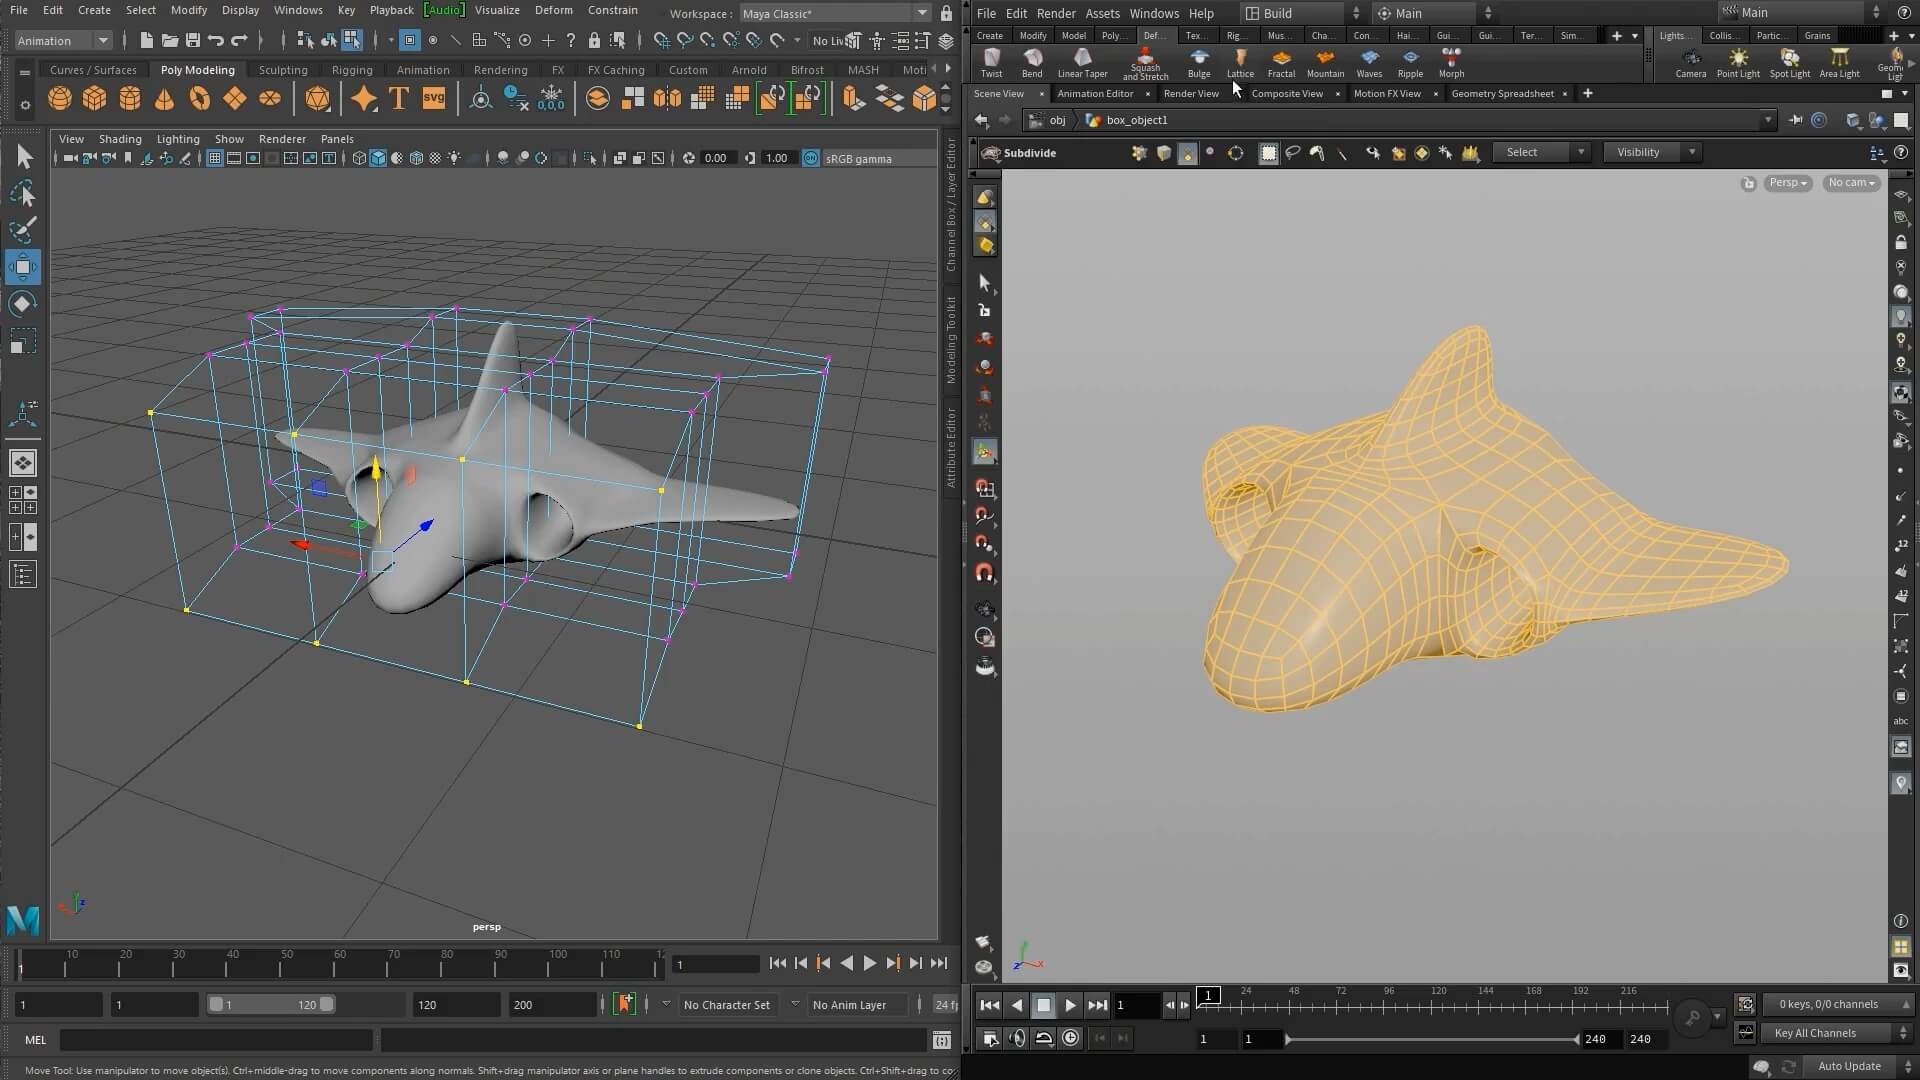 File Edit Create Select Modify Display Windows Mesh Key Playback [Audio] Visualize Deform Constrain
Workspace : Maya Classic*
Animation
No Liv
Curves / Surfaces Poly Modeling Sculpting Rigging Animation Rendering FX FX Caching Custom Arnold Bifrost MASH Moti
T svg
0,0,0
View Shading Lighting Show Renderer Panels
0.00 1.00 sRGB gamma
Channel Box / Layer Editor
Modeling Toolkit
Attribute Editor
z
persp
10 20 30 40 50 60 70 80 90 100 110 12
1
1
1 1 1 120 120 200 No Character Set No Anim Layer 24 f
MEL
Move Tool: Use manipulator to move object(s). Ctrl+middle-drag to move components along normals. Shift+drag manipulator axis or plane handles to extrude components or clone objects. Ctrl+Shift+drag to co
File Edit Render Assets Windows Help Build Main Main
Create Modify Model Poly... Def... Tex... Rig... Mus... Cha... Con... Hai... Gui... Gui... Ter... Sim...
Lights... Collis... Partic... Grains
Twist Bend Linear Taper Squash and Stretch Bulge Lattice Fractal Mountain Waves Ripple Morph
Camera Point Light Spot Light Area Light Geome Ligh
Scene View Animation Editor Render View Composite View Motion FX View Geometry Spreadsheet
obj box_object1
Subdivide Select Visibility
Persp No cam
12
12
abc
z x
1 1 24 48 72 96 120 144 168 192 216
0 keys, 0/0 channels
1 1 240 240 Key All Channels
Auto Update